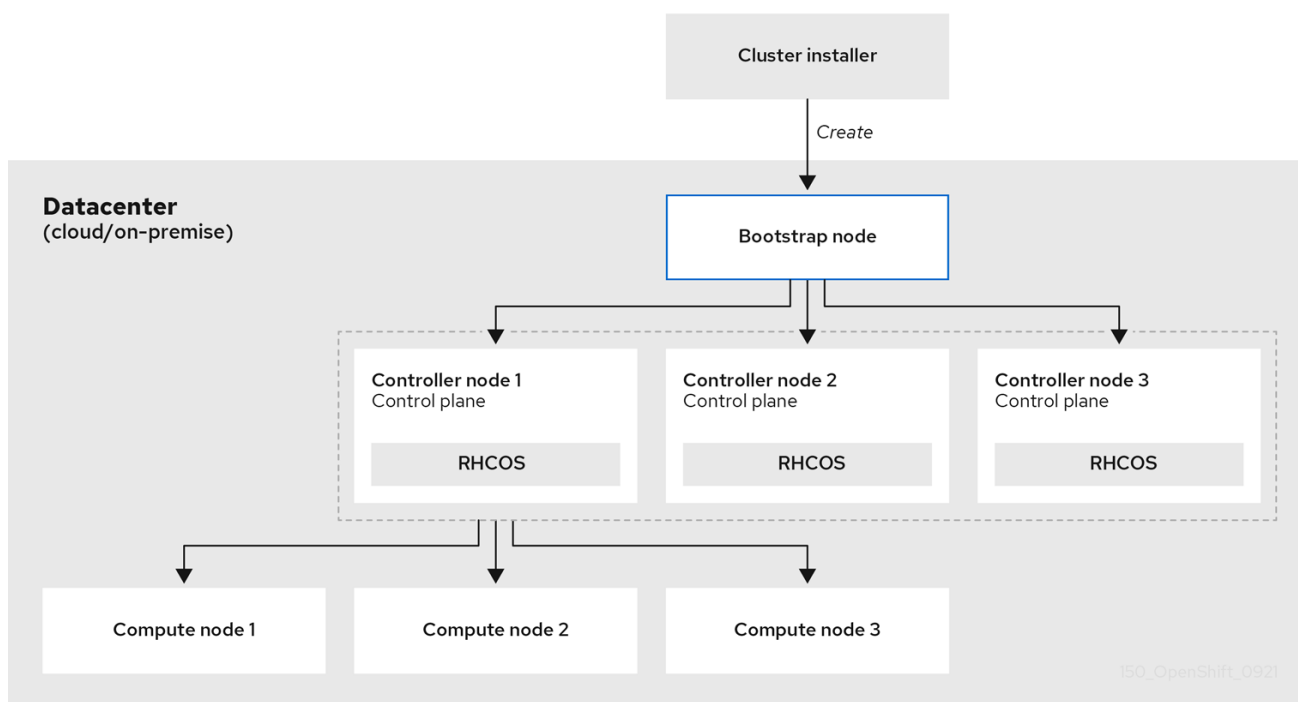 Cluster installer
Create
Datacenter
(cloud/on-premise)
Bootstrap node
Controller node 1
Control plane
RHCOS
Controller node 2
Control plane
RHCOS
Controller node 3
Control plane
RHCOS
Compute node 1
Compute node 2
Compute node 3
150_OpenShift_0921